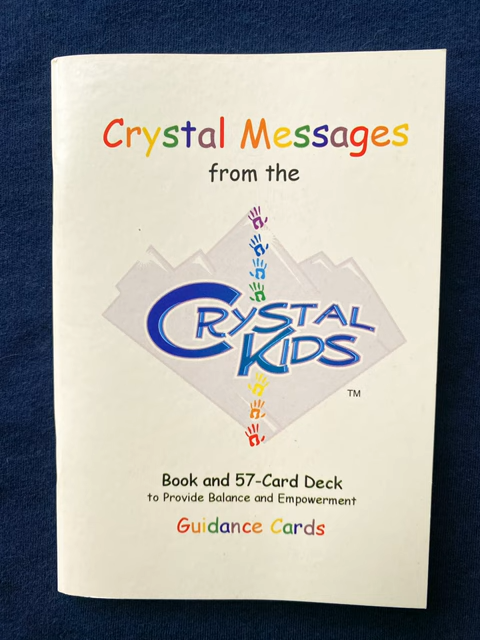 Crystal Messages
from the
CRYSTAL
KIDS
TM
Book and 57-Card Deck
to Provide Balance and Empowerment
Guidance Cards